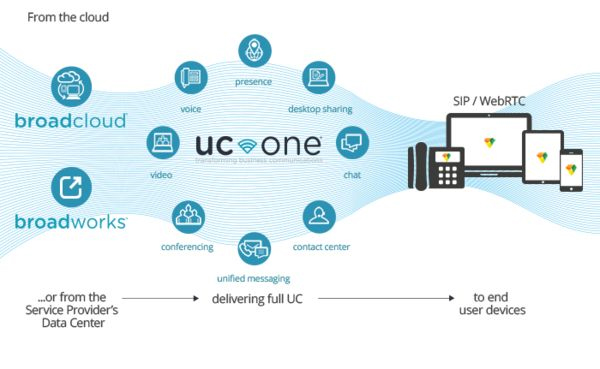 From the cloud
presence
SIP / WebRTC
voice
desktop sharing
broadcloud
uc one
transforming business communications
video
chat
broadworks
conferencing
contact center
unified messaging
...or from the
Service Provider's
Data Center
delivering full UC
to end
user devices